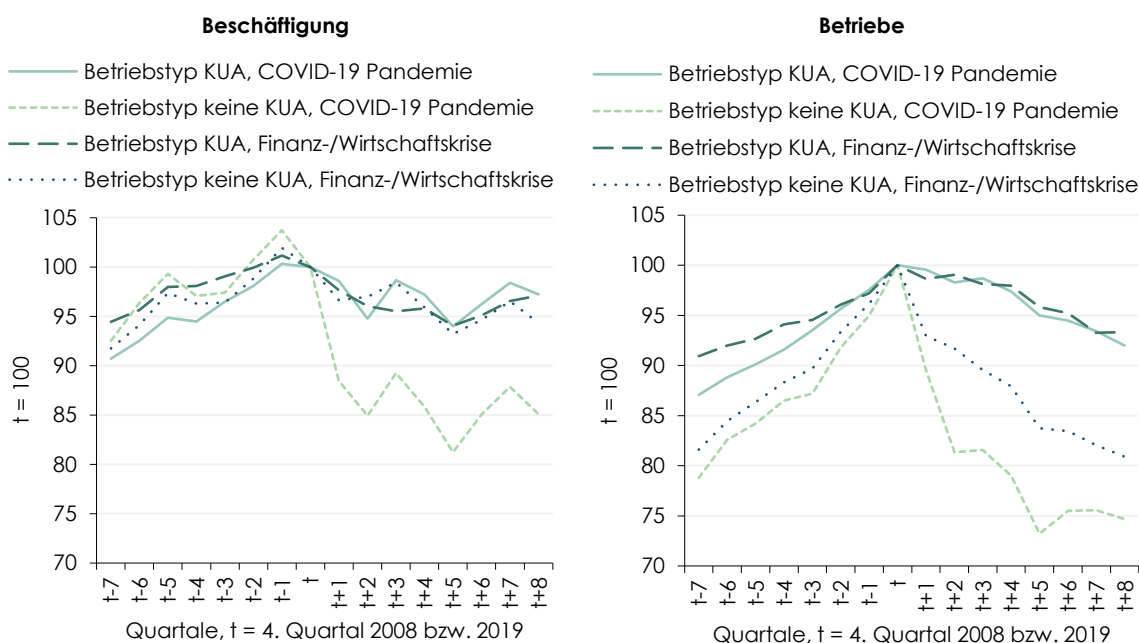 Beschäftigung
Betriebstyp KUA, COVID-19 Pandemie
Betriebstyp keine KUA, COVID-19 Pandemie
Betriebstyp KUA, Finanz-/Wirtschaftskrise
Betriebstyp keine KUA, Finanz-/Wirtschaftskrise
105
100
95
90
85
80
75
70
t = 100
t-7
t-6
t-5
t-4
t-3
t-2
t-1
t
t+1
t+2
t+3
t+4
t+5
t+6
t+7
t+8
Quartale, t = 4. Quartal 2008 bzw. 2019
Betriebe
Betriebstyp KUA, COVID-19 Pandemie
Betriebstyp keine KUA, COVID-19 Pandemie
Betriebstyp KUA, Finanz-/Wirtschaftskrise
Betriebstyp keine KUA, Finanz-/Wirtschaftskrise
105
100
95
90
85
80
75
70
t = 100
t-7
t-6
t-5
t-4
t-3
t-2
t-1
t
t+1
t+2
t+3
t+4
t+5
t+6
t+7
t+8
Quartale, t = 4. Quartal 2008 bzw. 2019